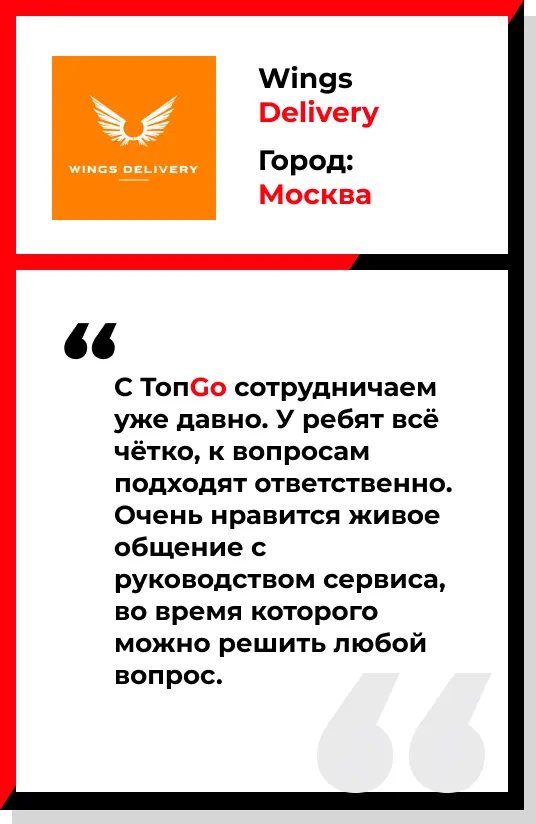 WINGS DELIVERY
Wings
Delivery
Город:
Москва
“
С ТопGo сотрудничаем
уже давно. У ребят всё
чётко, к вопросам
подходят ответственно.
Очень нравится живое
общение с
руководством сервиса,
во время которого
можно решить любой
вопрос.
“